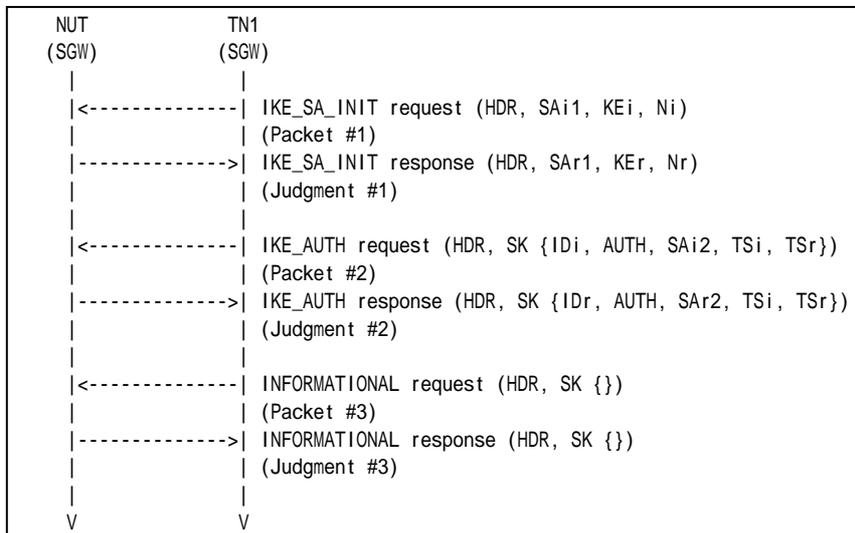 NUT TN1
(SGW) (SGW)
| |
|<--------------| IKE_SA_INIT request (HDR, SAi1, KEi, Ni)
| | (Packet #1)
|-------------->| IKE_SA_INIT response (HDR, SAr1, KEr, Nr)
| | (Judgment #1)
| |
|<--------------| IKE_AUTH request (HDR, SK {IDi, AUTH, SAi2, TSi, TSr})
| | (Packet #2)
|-------------->| IKE_AUTH response (HDR, SK {IDr, AUTH, SAr2, TSi, TSr})
| | (Judgment #2)
| |
|<--------------| INFORMATIONAL request (HDR, SK {})
| | (Packet #3)
|-------------->| INFORMATIONAL response (HDR, SK {})
| | (Judgment #3)
| |
V V